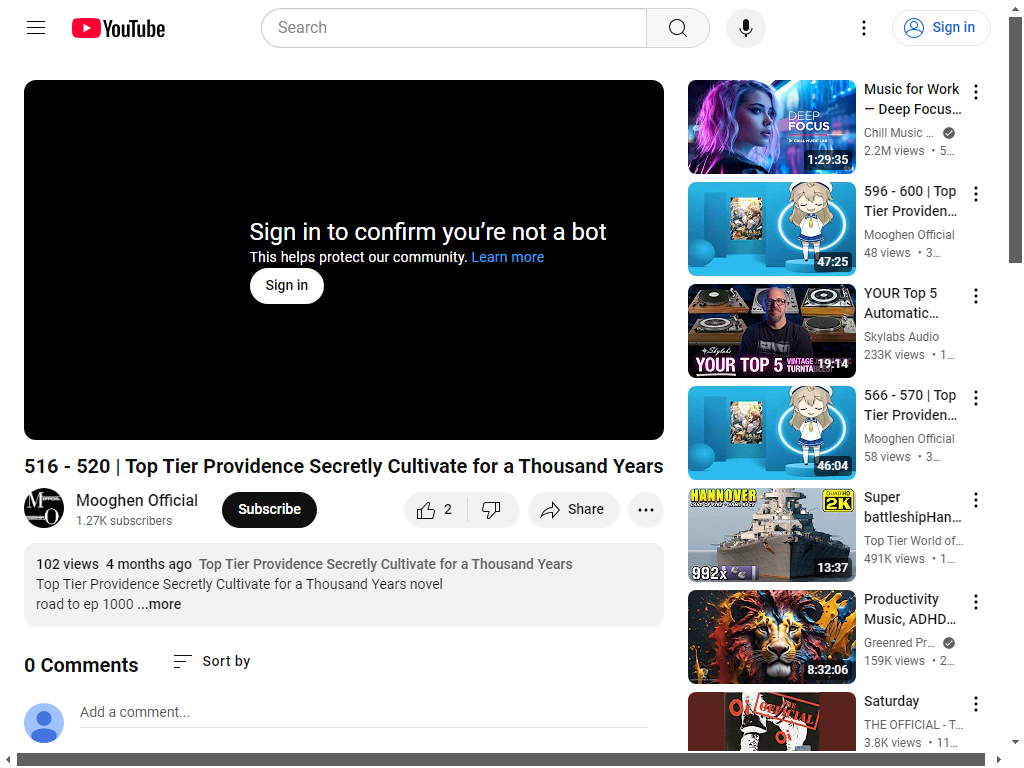 YouTube
Search
Sign in
Sign in to confirm you’re not a bot
This helps protect our community. Learn more
Sign in
516 - 520 | Top Tier Providence Secretly Cultivate for a Thousand Years
Mooghen Official
1.27K subscribers
Subscribe
2
Share
102 views 4 months ago Top Tier Providence Secretly Cultivate for a Thousand Years
Top Tier Providence Secretly Cultivate for a Thousand Years novel
road to ep 1000 ...more
0 Comments
Sort by
Add a comment...
DEEP
FOCUS
CHILL MUSIC LAB
1:29:35
Music for Work
— Deep Focus…
Chill Music …
2.2M views • 5…
47:25
596 - 600 | Top
Tier Providen…
Mooghen Official
48 views • 3…
Skylabs
YOUR TOP 5 VINTAGE
TURNTABLES!
19:14
YOUR Top 5
Automatic…
Skylabs Audio
233K views • 1…
46:04
566 - 570 | Top
Tier Providen…
Mooghen Official
58 views • 3…
HANNOVER
QUAD HD
2K
992x
13:37
Super
battleshipHan…
Top Tier World of…
491K views • 1…
8:32:06
Productivity
Music, ADHD…
Greenred Pr…
159K views • 2…
Oi
THE
OFFICIAL
Oi
Saturday
THE OFFICIAL - T…
3.8K views • 11…